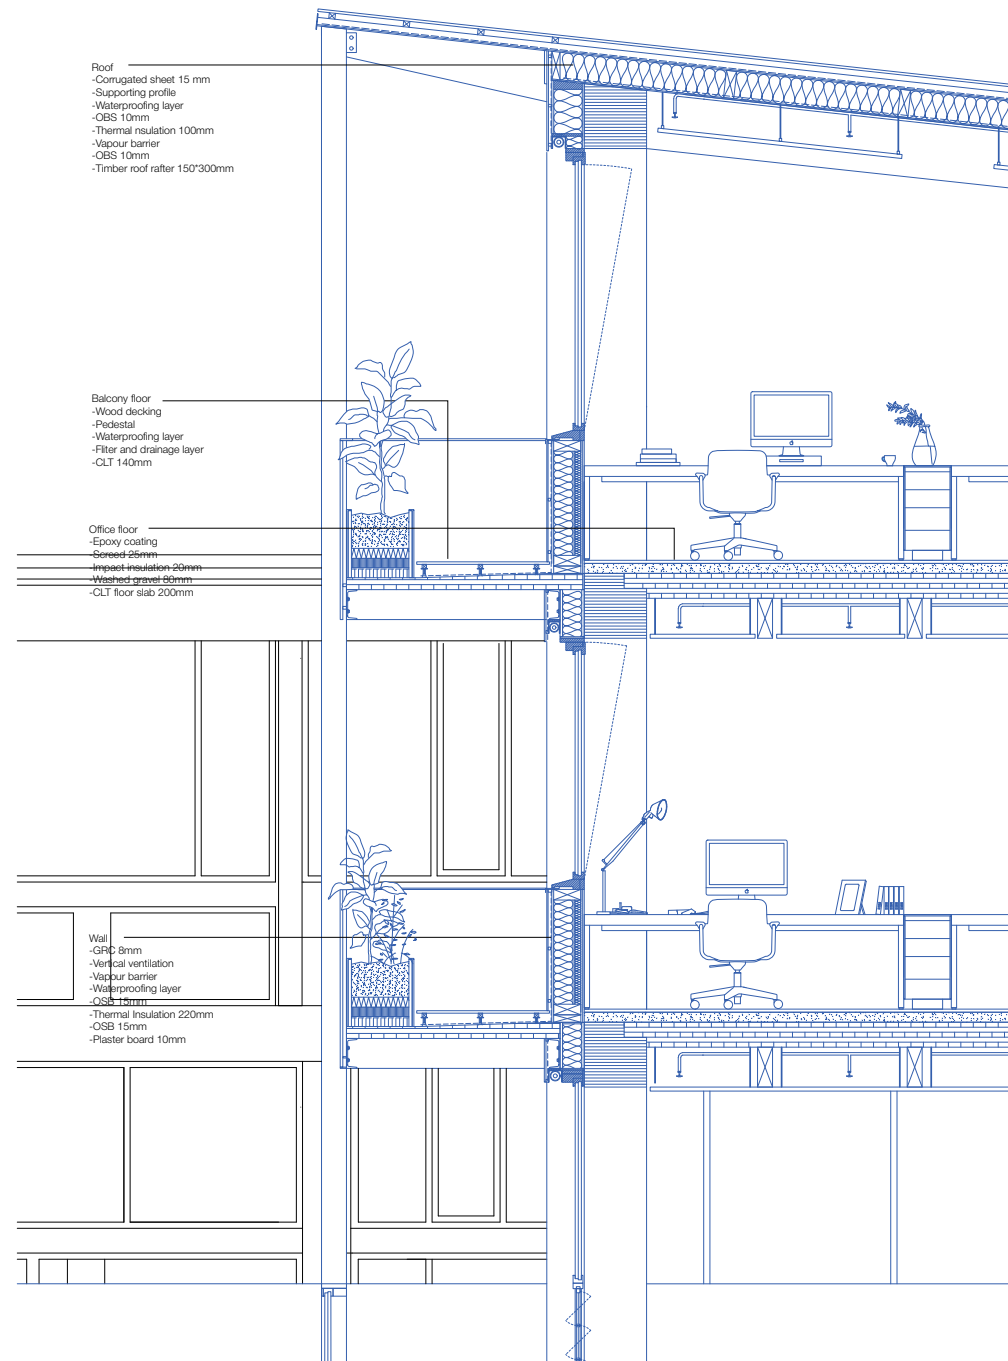 Roof
-Corrugated sheet 15 mm
-Supporting profile
-Waterproofing layer
-OBS 10mm
-Thermal nsulation 100mm
-Vapour barrier
-OBS 10mm
-Timber roof rafter 150*300mm
Balcony floor
-Wood decking
-Pedestal
-Waterproofing layer
-Fliter and drainage layer
-CLT 140mm
Office floor
-Epoxy coating
-Screed 25mm
-Impact insulation 20mm
-Washed gravel 80mm
-CLT floor slab 200mm
Wall
-GRC 8mm
-Vertical ventilation
-Vapour barrier
-Waterproofing layer
-OSB 15mm
-Thermal Insulation 220mm
-OSB 15mm
-Plaster board 10mm